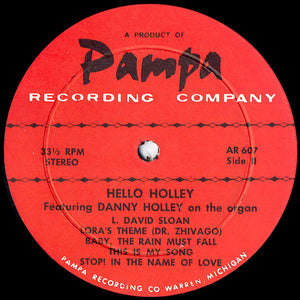 A PRODUCT OF
Pampa
RECORDING COMPANY
33⅓ RPM
STEREO
AR 607
Side II
HELLO HOLLEY
Featuring DANNY HOLLEY on the organ
L. DAVID SLOAN
LORA'S THEME (DR. ZHIVAGO)
BABY, THE RAIN MUST FALL
THIS IS MY SONG
STOP! IN THE NAME OF LOVE
PAMPA RECORDING CO WARREN, MICHIGAN